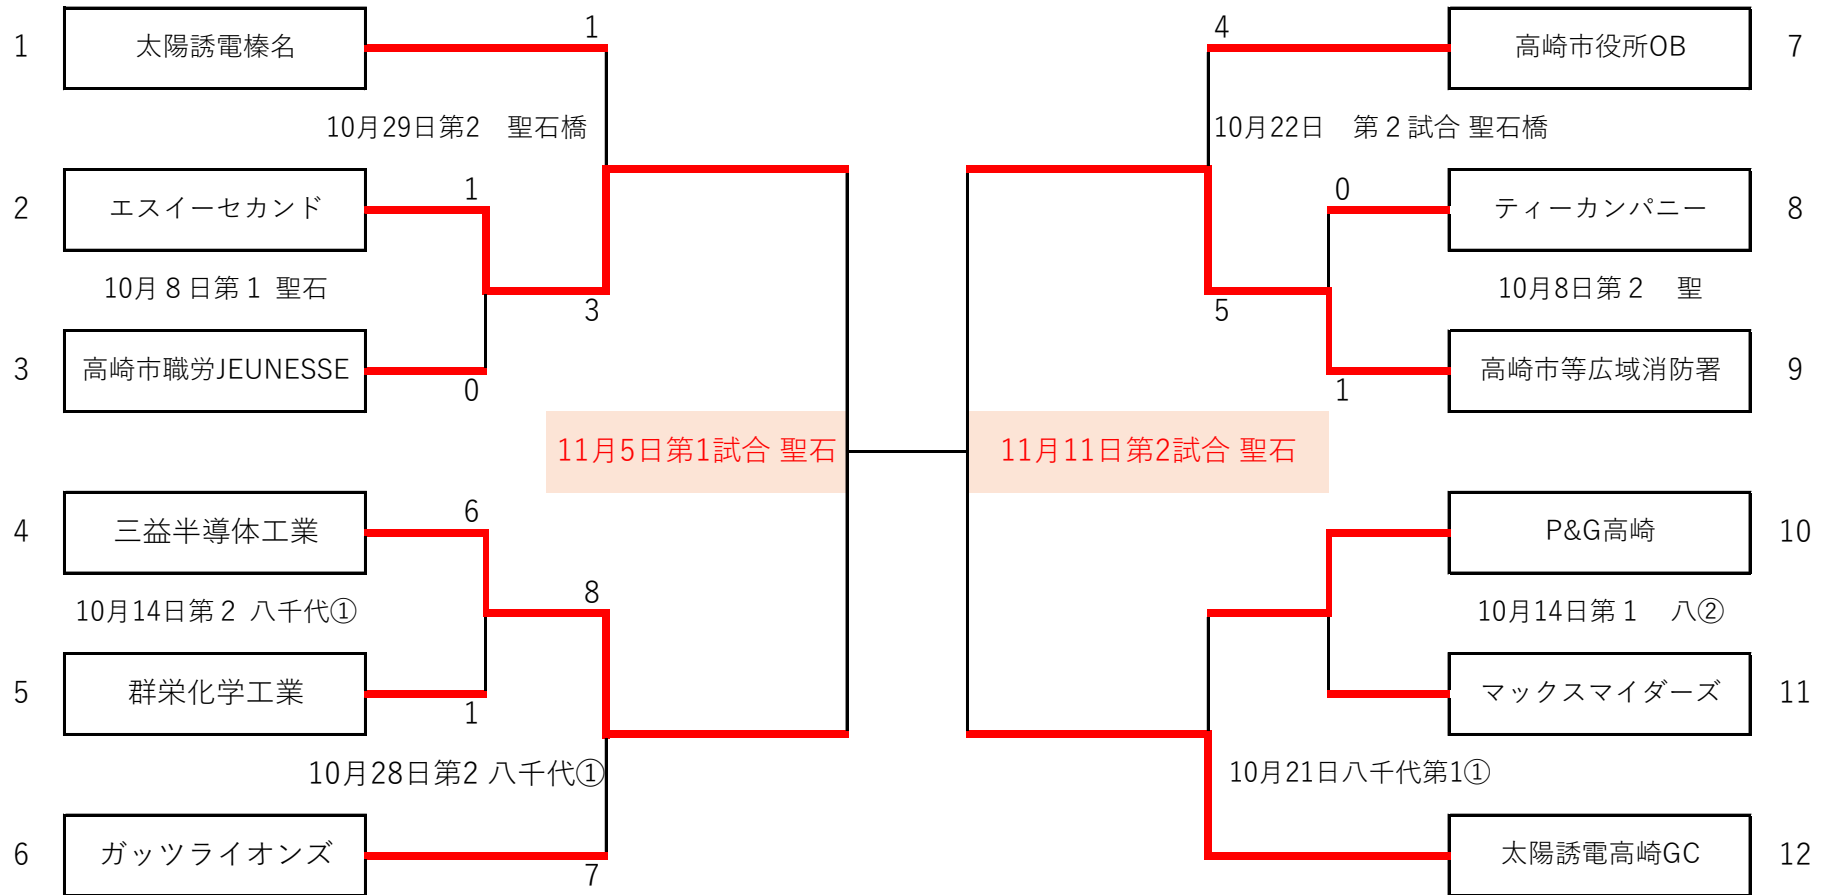 1 太陽誘電榛名 1
10月29日第2　聖石橋
2 エスイーセカンド 1
10月８日第１ 聖石
3
3 高崎市職労JEUNESSE 0
11月5日第1試合 聖石
4 三益半導体工業 6
8
10月14日第２ 八千代①
5 群栄化学工業 1
10月28日第2 八千代①
6 ガッツライオンズ 7
4 高崎市役所OB 7
10月22日　第２試合 聖石橋
0 ティーカンパニー 8
10月8日第２　聖
5
1 高崎市等広域消防署 9
11月11日第2試合 聖石
P&G高崎 10
10月14日第１　八②
マックスマイダーズ 11
10月21日八千代第1①
太陽誘電高崎GC 12